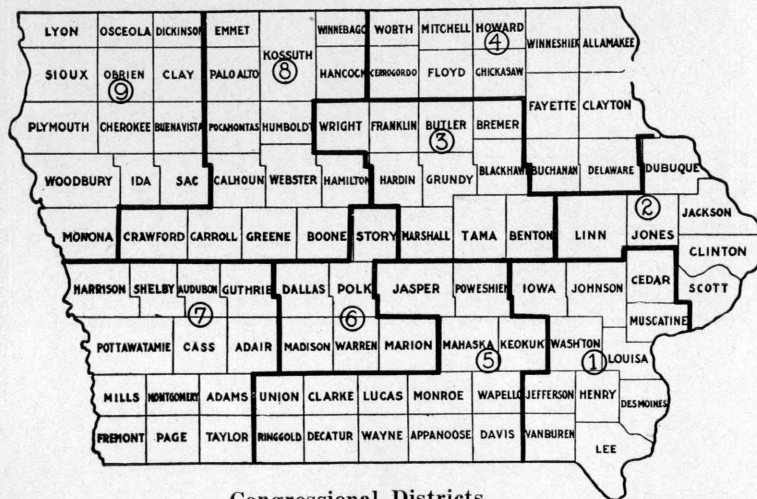 LYON OSCEOLA DICKINSON EMMET WINNEBAGO WORTH MITCHELL HOWARD
KOSSUTH 8 4 WINNESHIEK ALLAMAKEE
SIOUX OBRIEN CLAY PALO ALTO HANCOCK CERROGORDO FLOYD CHICKASAW
9
FAYETTE CLAYTON
PLYMOUTH CHEROKEE BUENAVISTA POCAHONTAS HUMBOLDT WRIGHT FRANKLIN BUTLER BREMER
3
WOODBURY IDA SAC CALHOUN WEBSTER HAMILTON HARDIN GRUNDY BLACKHAWK BUCHANAN DELAWARE DUBUQUE
2
MONONA CRAWFORD CARROLL GREENE BOONE STORY MARSHALL TAMA BENTON LINN JONES JACKSON
CLINTON
HARRISON SHELBY AUDUBON GUTHRIE DALLAS POLK JASPER POWESHIEK IOWA JOHNSON CEDAR SCOTT
7 6 MUSCATINE
POTTAWATAMIE CASS ADAIR MADISON WARREN MARION MAHASKA KEOKUK WASH'TON LOUISA
5 1
MILLS MONTGOMERY ADAMS UNION CLARKE LUCAS MONROE WAPELLO JEFFERSON HENRY DESMOINES
FREMONT PAGE TAYLOR RINGGOLD DECATUR WAYNE APPANOOSE DAVIS VANBUREN
LEE
Congressional Districts